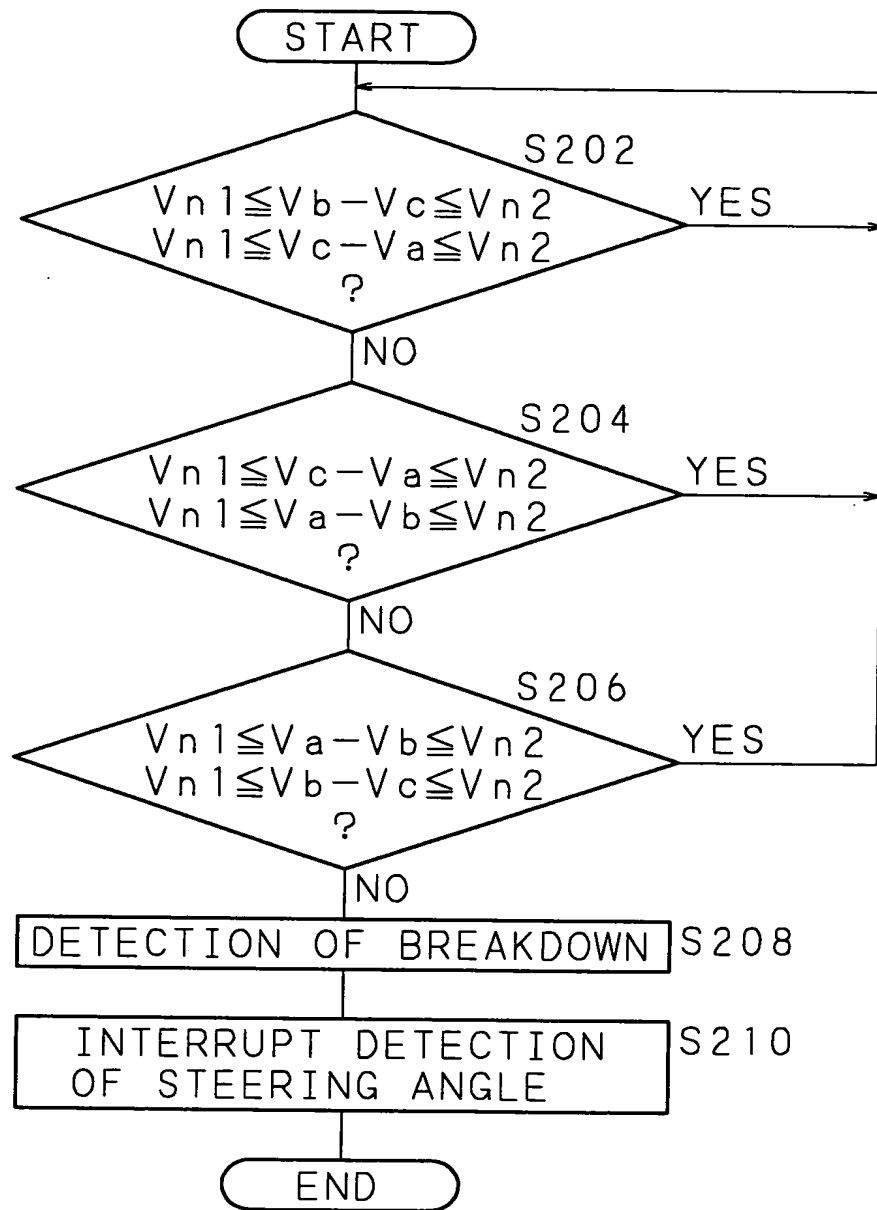 START
S202
Vn1≦Vb−Vc≦Vn2
Vn1≦Vc−Va≦Vn2
?
YES
NO
S204
Vn1≦Vc−Va≦Vn2
Vn1≦Va−Vb≦Vn2
?
YES
NO
S206
Vn1≦Va−Vb≦Vn2
Vn1≦Vb−Vc≦Vn2
?
YES
NO
DETECTION OF BREAKDOWN S208
INTERRUPT DETECTION S210
OF STEERING ANGLE
END